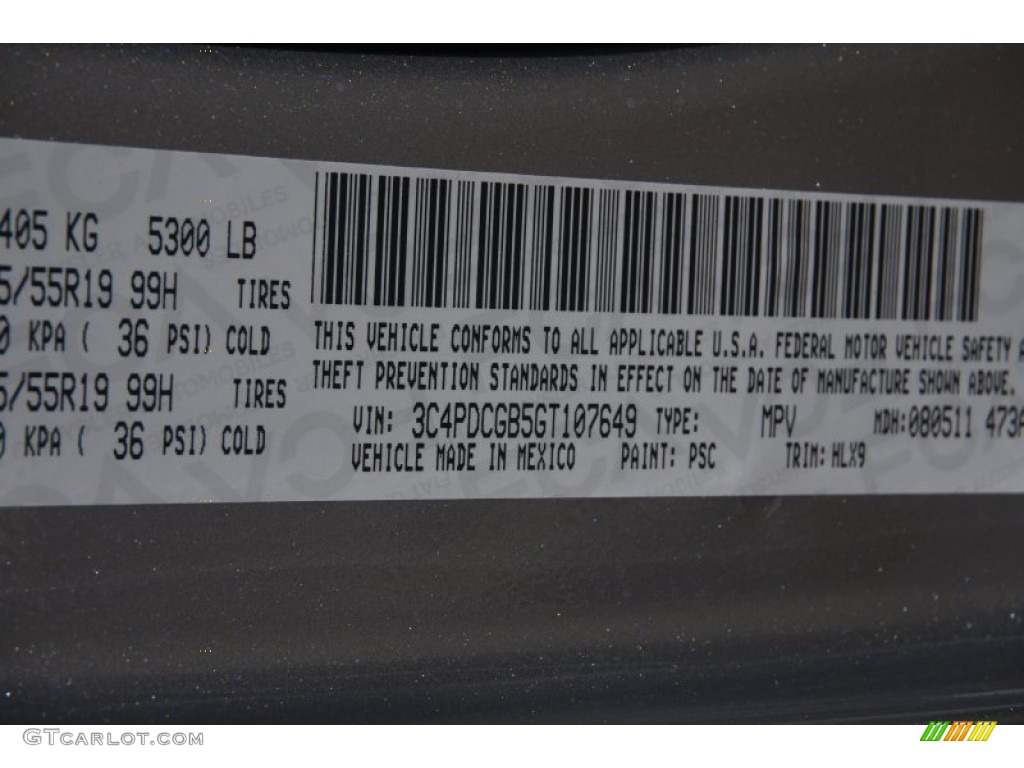 405 KG 5300 LB
5/55R19 99H TIRES
0 KPA ( 36 PSI) COLD
5/55R19 99H TIRES
0 KPA ( 36 PSI) COLD
THIS VEHICLE CONFORMS TO ALL APPLICABLE U.S.A. FEDERAL MOTOR VEHICLE SAFETY A
THEFT PREVENTION STANDARDS IN EFFECT ON THE DATE OF MANUFACTURE SHOWN ABOVE.
VIN: 3C4PDCGB5GT107649 TYPE: MPV MDH:080511 473A
VEHICLE MADE IN MEXICO PAINT: PSC TRIM: HLX9
GTCARLOT.COM